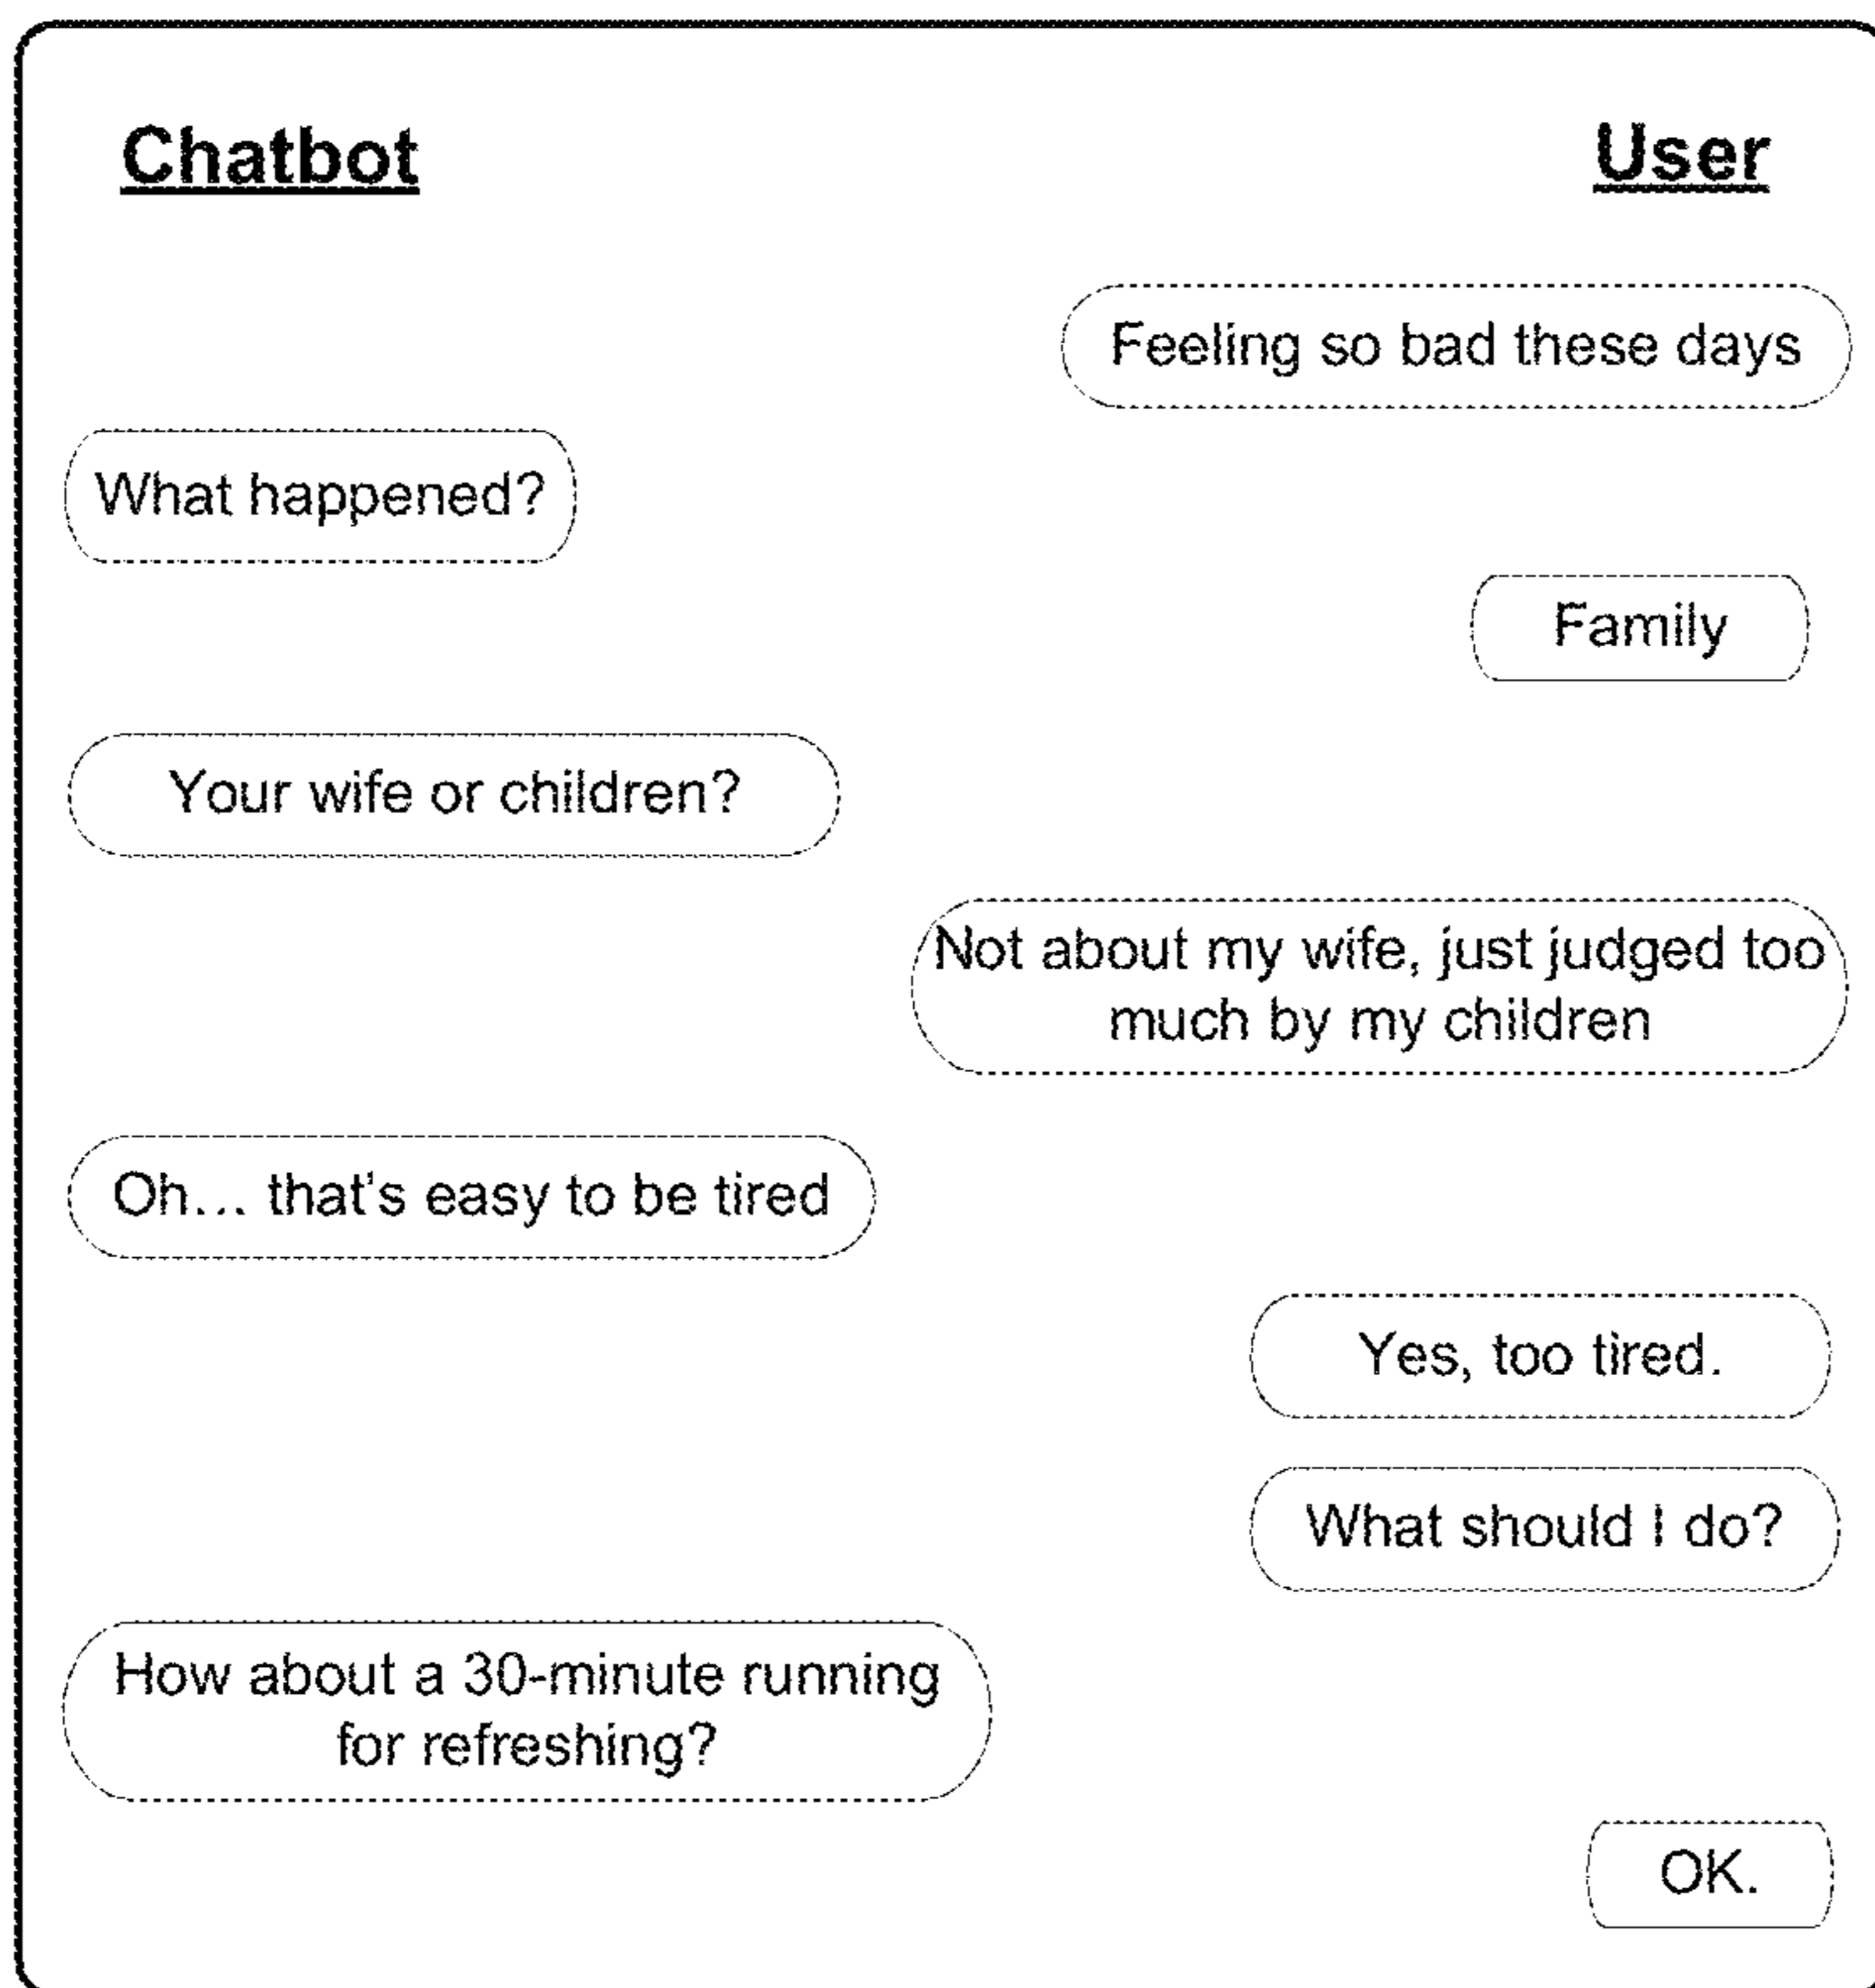 Chatbot
User
Feeling so bad these days
What happened?
Family
Your wife or children?
Not about my wife, just judged too
much by my children
Oh... that's easy to be tired
Yes, too tired.
What should I do?
How about a 30-minute running
for refreshing?
OK.